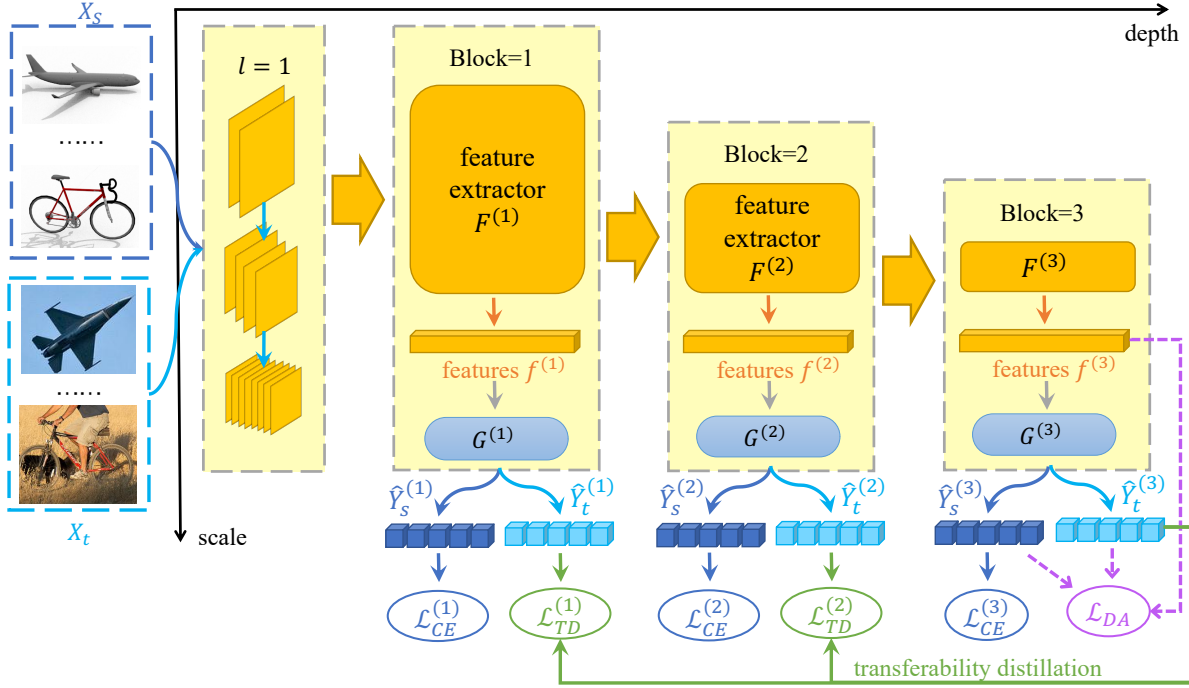 X_S
depth
l = 1
Block=1
feature
extractor
F^(1)
features f^(1)
G^(1)
Block=2
feature
extractor
F^(2)
features f^(2)
G^(2)
Block=3
F^(3)
features f^(3)
G^(3)
……
……
X_t
scale
Ŷ_s^(1)
Ŷ_t^(1)
Ŷ_s^(2)
Ŷ_t^(2)
Ŷ_s^(3)
Ŷ_t^(3)
ℒ_CE^(1)
ℒ_TD^(1)
ℒ_CE^(2)
ℒ_TD^(2)
ℒ_CE^(3)
ℒ_DA
transferability distillation